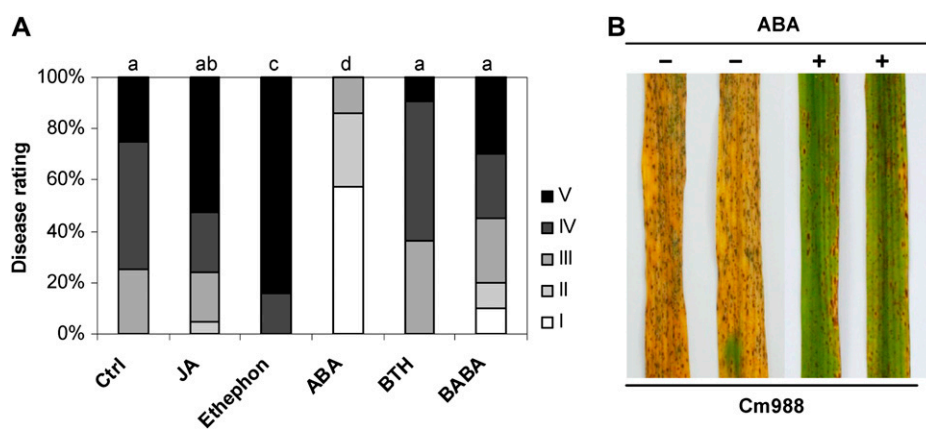 A
Disease rating
a ab c d a a
100%
80%
60%
40%
20%
0%
V
IV
III
II
I
Ctrl
JA
Ethephon
ABA
BTH
BABA
B
ABA
− − + +
Cm988